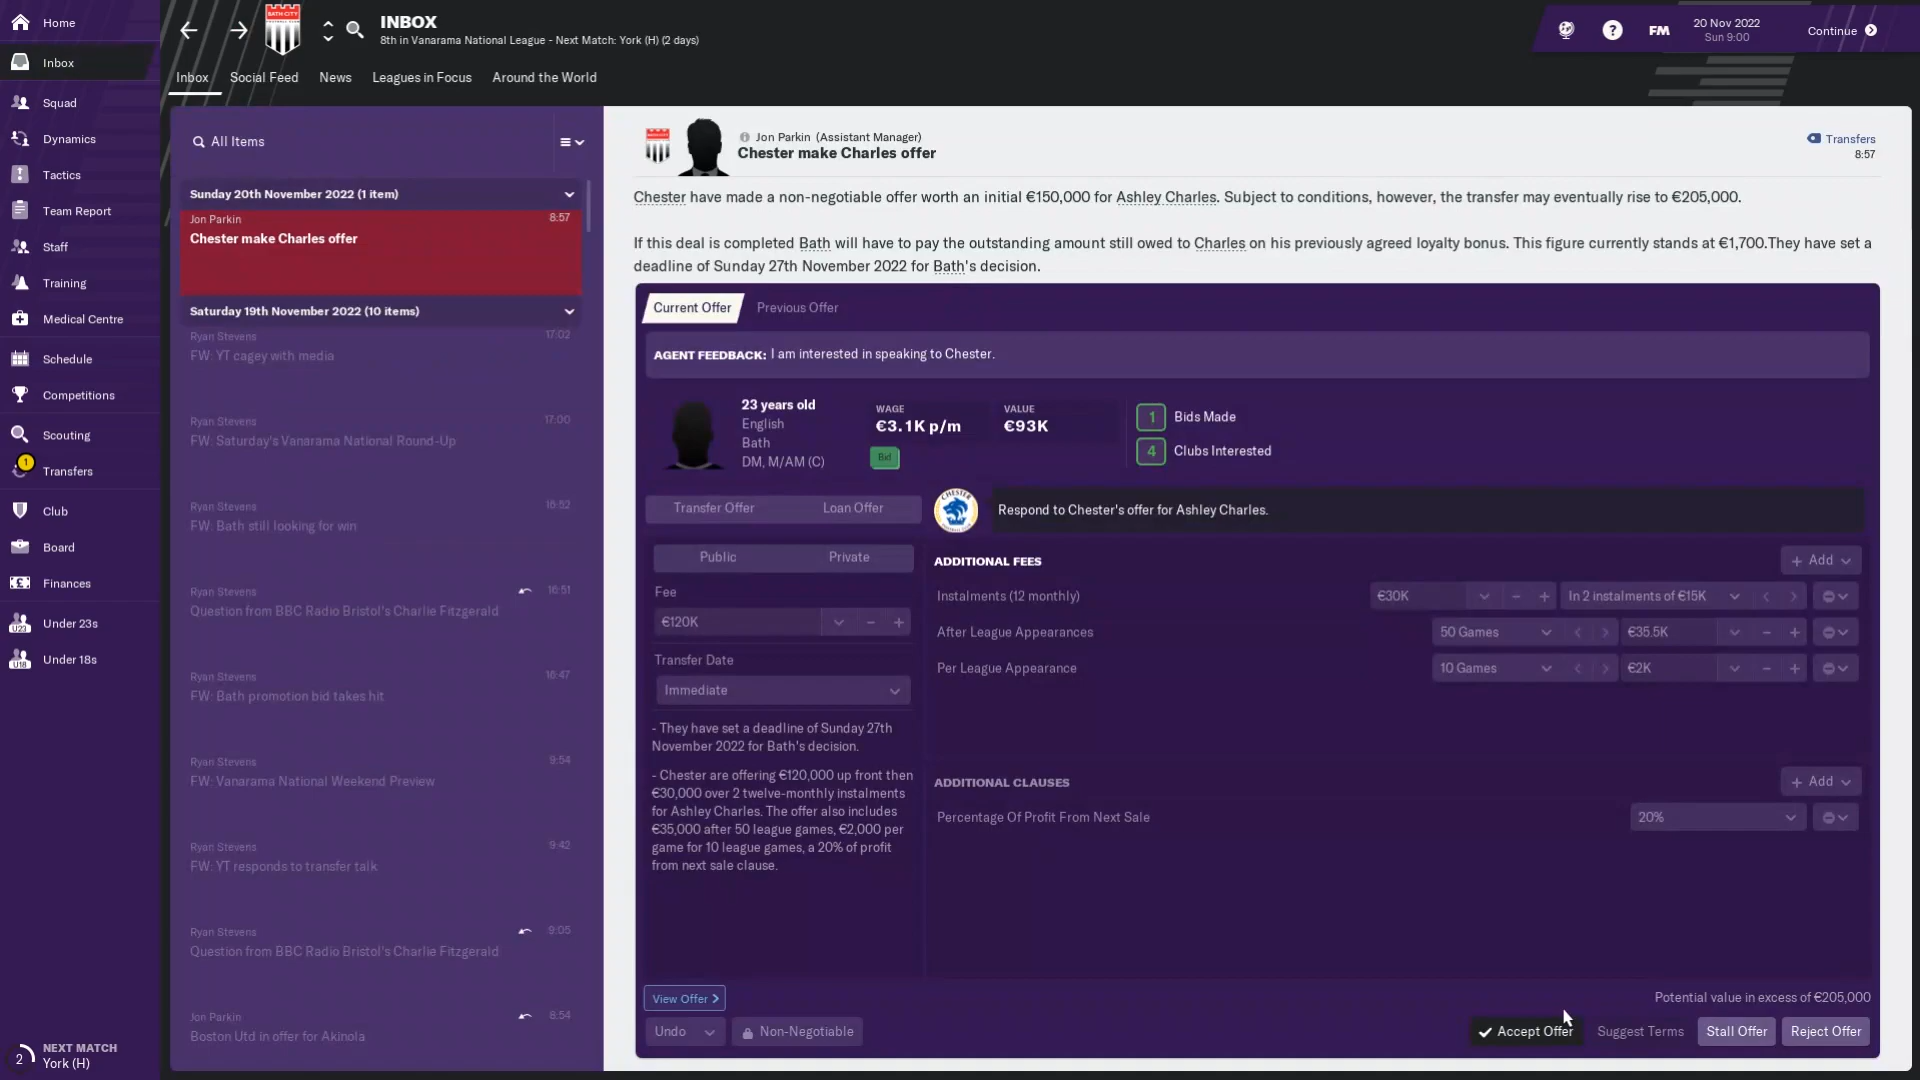 Home
Inbox
Squad
Dynamics
Tactics
Team Report
Staff
Training
Medical Centre
Schedule
Competitions
Scouting
1
Transfers
Club
Board
Finances
U23
Under 23s
U18
Under 18s
2
NEXT MATCH
York (H)
BATH CITY
INBOX
8th in Vanarama National League - Next Match: York (H) (2 days)
?
FM
20 Nov 2022
Sun 9:00
Continue
Inbox
Social Feed
News
Leagues in Focus
Around the World
All Items
Sunday 20th November 2022 (1 item)
Jon Parkin
8:57
Chester make Charles offer
Saturday 19th November 2022 (10 items)
Ryan Stevens
17:02
FW: YT cagey with media
Ryan Stevens
17:00
FW: Saturday's Vanarama National Round-Up
Ryan Stevens
16:52
FW: Bath still looking for win
Ryan Stevens
16:51
Question from BBC Radio Bristol's Charlie Fitzgerald
Ryan Stevens
16:47
FW: Bath promotion bid takes hit
Ryan Stevens
9:54
FW: Vanarama National Weekend Preview
Ryan Stevens
9:42
FW: YT responds to transfer talk
Ryan Stevens
9:05
Question from BBC Radio Bristol's Charlie Fitzgerald
Jon Parkin
8:54
Boston Utd in offer for Akinola
Jon Parkin (Assistant Manager)
Chester make Charles offer
Transfers
8:57
Chester have made a non-negotiable offer worth an initial €150,000 for Ashley Charles. Subject to conditions, however, the transfer may eventually rise to €205,000.
If this deal is completed Bath will have to pay the outstanding amount still owed to Charles on his previously agreed loyalty bonus. This figure currently stands at €1,700.They have set a
deadline of Sunday 27th November 2022 for Bath's decision.
Current Offer
Previous Offer
AGENT FEEDBACK: I am interested in speaking to Chester.
23 years old
English
Bath
DM, M/AM (C)
WAGE
€3.1K p/m
Bid
VALUE
€93K
1 Bids Made
4 Clubs Interested
Transfer Offer
Loan Offer
CHESTER
Respond to Chester's offer for Ashley Charles.
Public
Private
Fee
€120K
Transfer Date
Immediate
- They have set a deadline of Sunday 27th
November 2022 for Bath's decision.
- Chester are offering €120,000 up front then
€30,000 over 2 twelve-monthly instalments
for Ashley Charles. The offer also includes
€35,000 after 50 league games, €2,000 per
game for 10 league games, a 20% of profit
from next sale clause.
ADDITIONAL FEES
+ Add
Instalments (12 monthly)
€30K
In 2 instalments of €15K
After League Appearances
50 Games
€35.5K
Per League Appearance
10 Games
€2K
ADDITIONAL CLAUSES
+ Add
Percentage Of Profit From Next Sale
20%
View Offer
Potential value in excess of €205,000
Undo
Non-Negotiable
Accept Offer
Suggest Terms
Stall Offer
Reject Offer